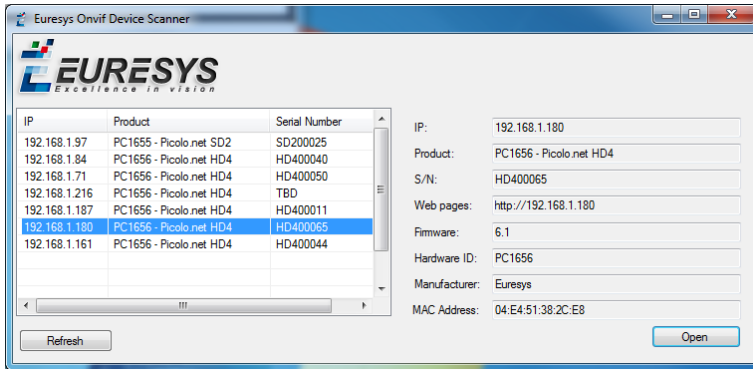 Euresys Onvif Device Scanner
EURESYS
Excellence in vision
IP Product Serial Number
192.168.1.97 PC1655 - Picolo.net SD2 SD200025
192.168.1.84 PC1656 - Picolo.net HD4 HD400040
192.168.1.71 PC1656 - Picolo.net HD4 HD400050
192.168.1.216 PC1656 - Picolo.net HD4 TBD
192.168.1.187 PC1656 - Picolo.net HD4 HD400011
192.168.1.180 PC1656 - Picolo.net HD4 HD400065
192.168.1.161 PC1656 - Picolo.net HD4 HD400044
Refresh
IP: 192.168.1.180
Product: PC1656 - Picolo.net HD4
S/N: HD400065
Web pages: http://192.168.1.180
Firmware: 6.1
Hardware ID: PC1656
Manufacturer: Euresys
MAC Address: 04:E4:51:38:2C:E8
Open